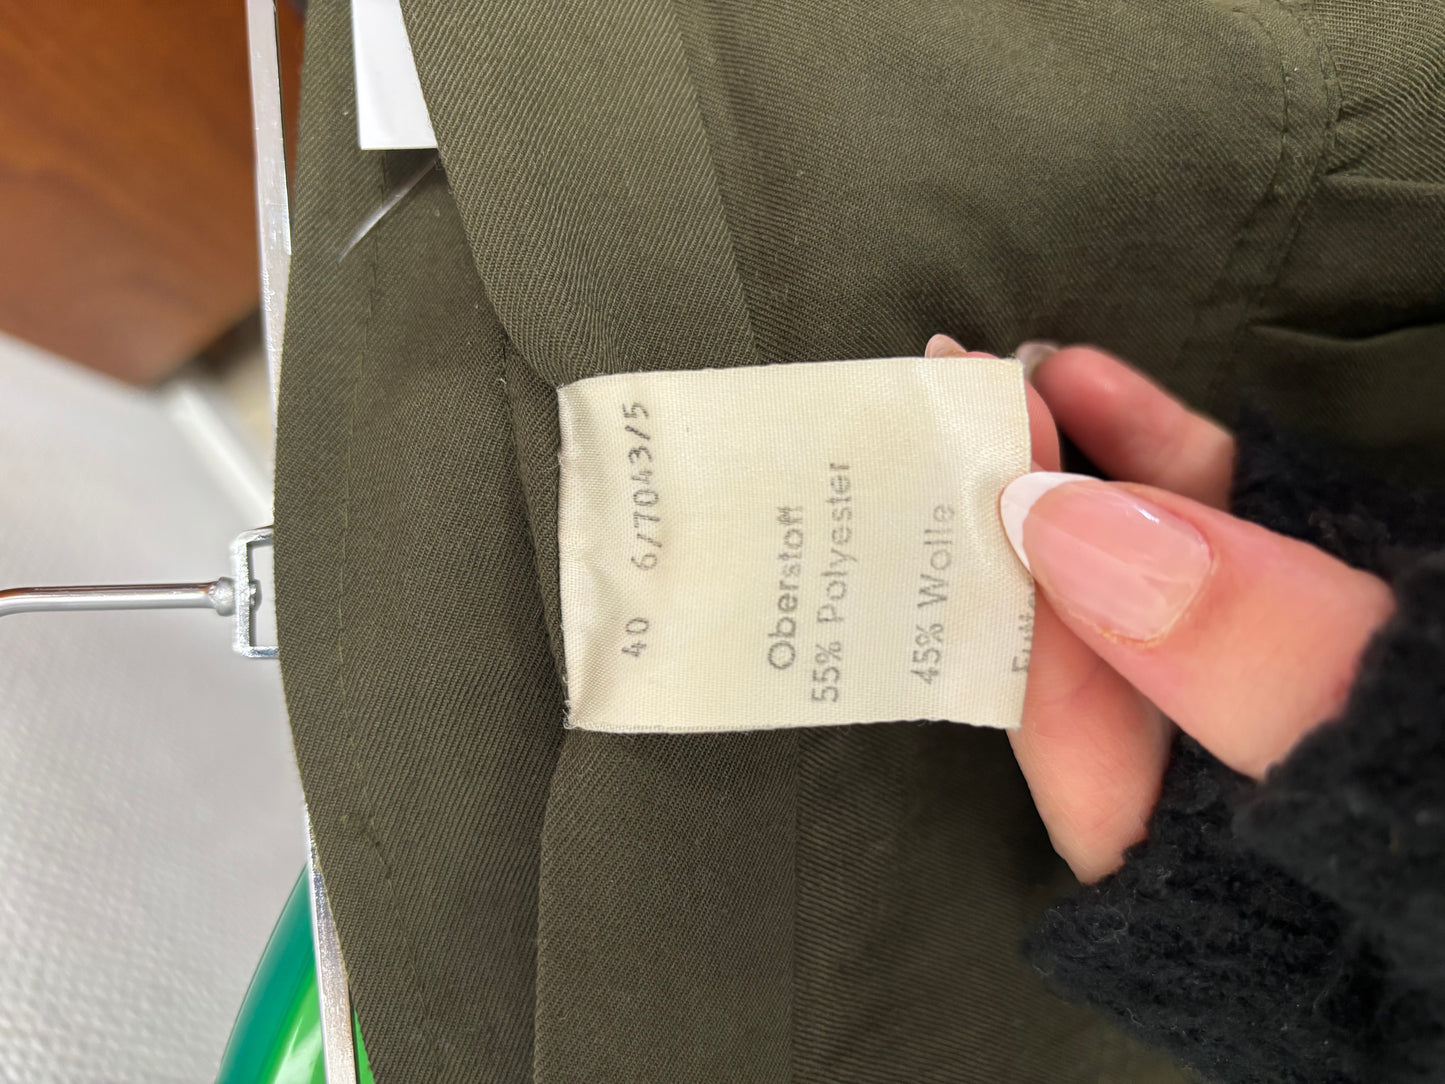 40 6/7043/5
Oberstoff
55% Polyester
45% Wolle